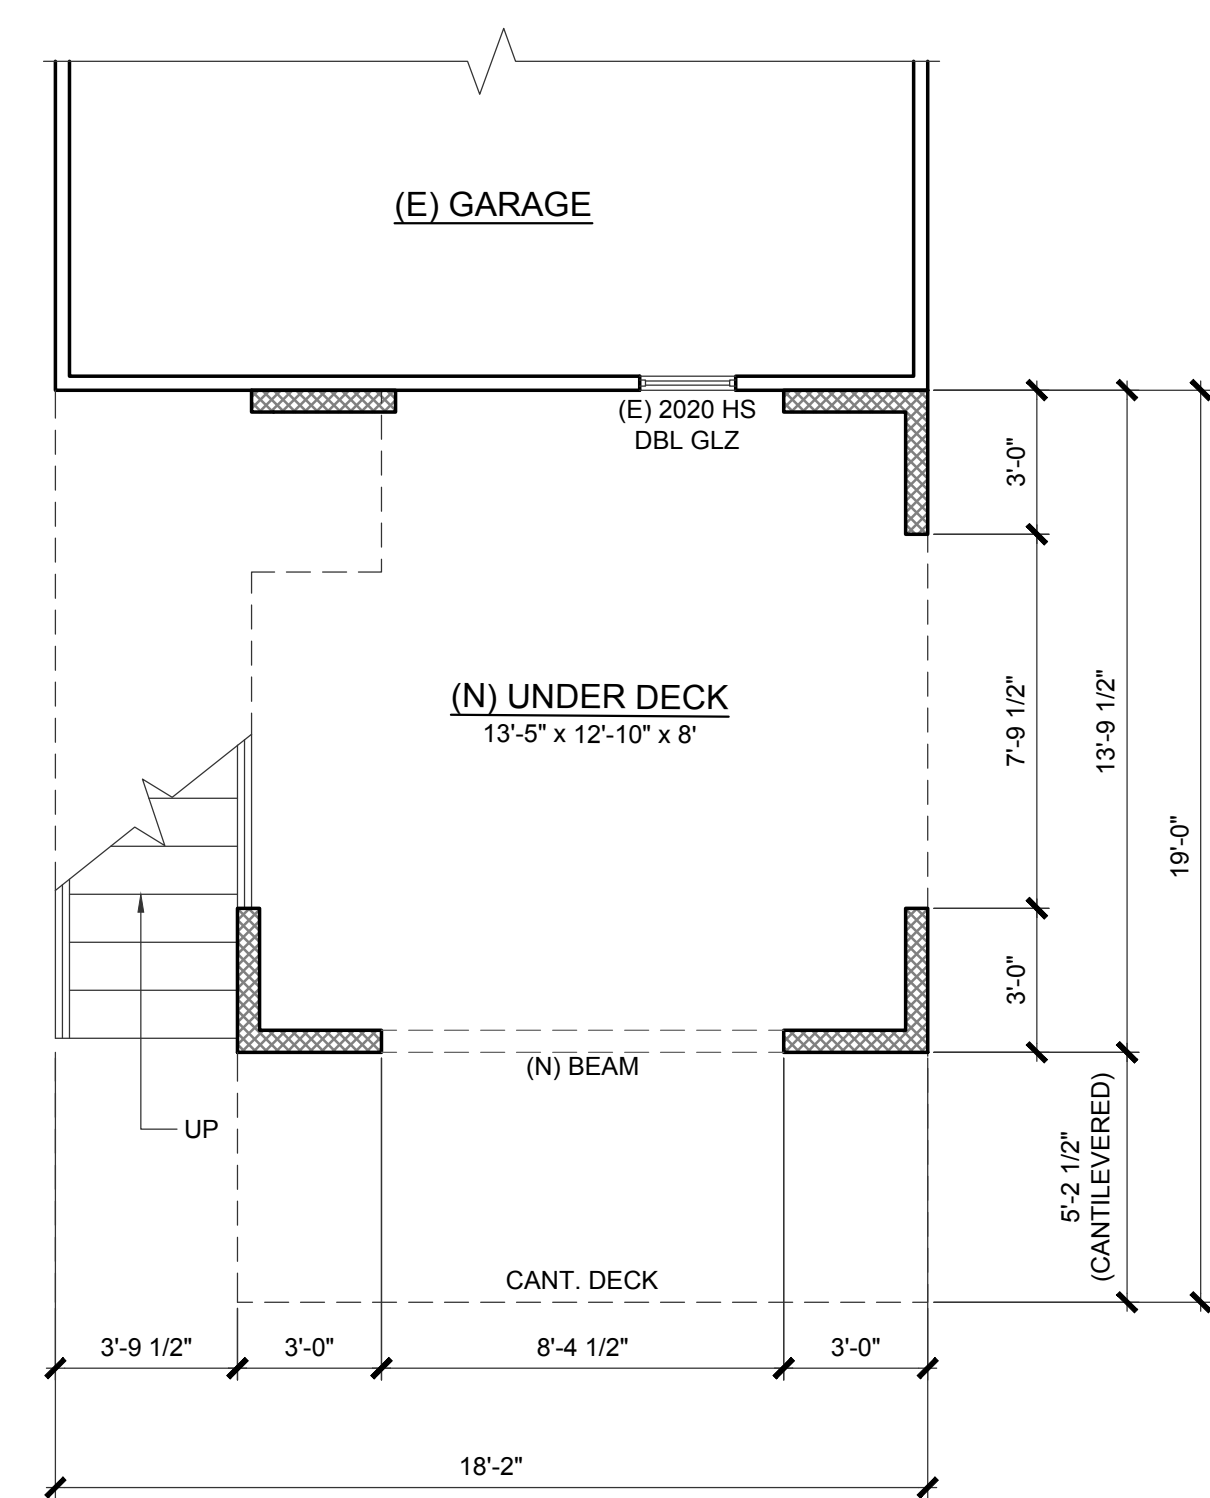 (E) GARAGE
(E) 2020 HS
DBL GLZ
3'-0"
(N) UNDER DECK
13'-5" x 12'-10" x 8'
7'-9 1/2"
13'-9 1/2"
19'-0"
3'-0"
(N) BEAM
UP
5'-2 1/2"
(CANTILEVERED)
CANT. DECK
3'-9 1/2"
3'-0"
8'-4 1/2"
3'-0"
18'-2"